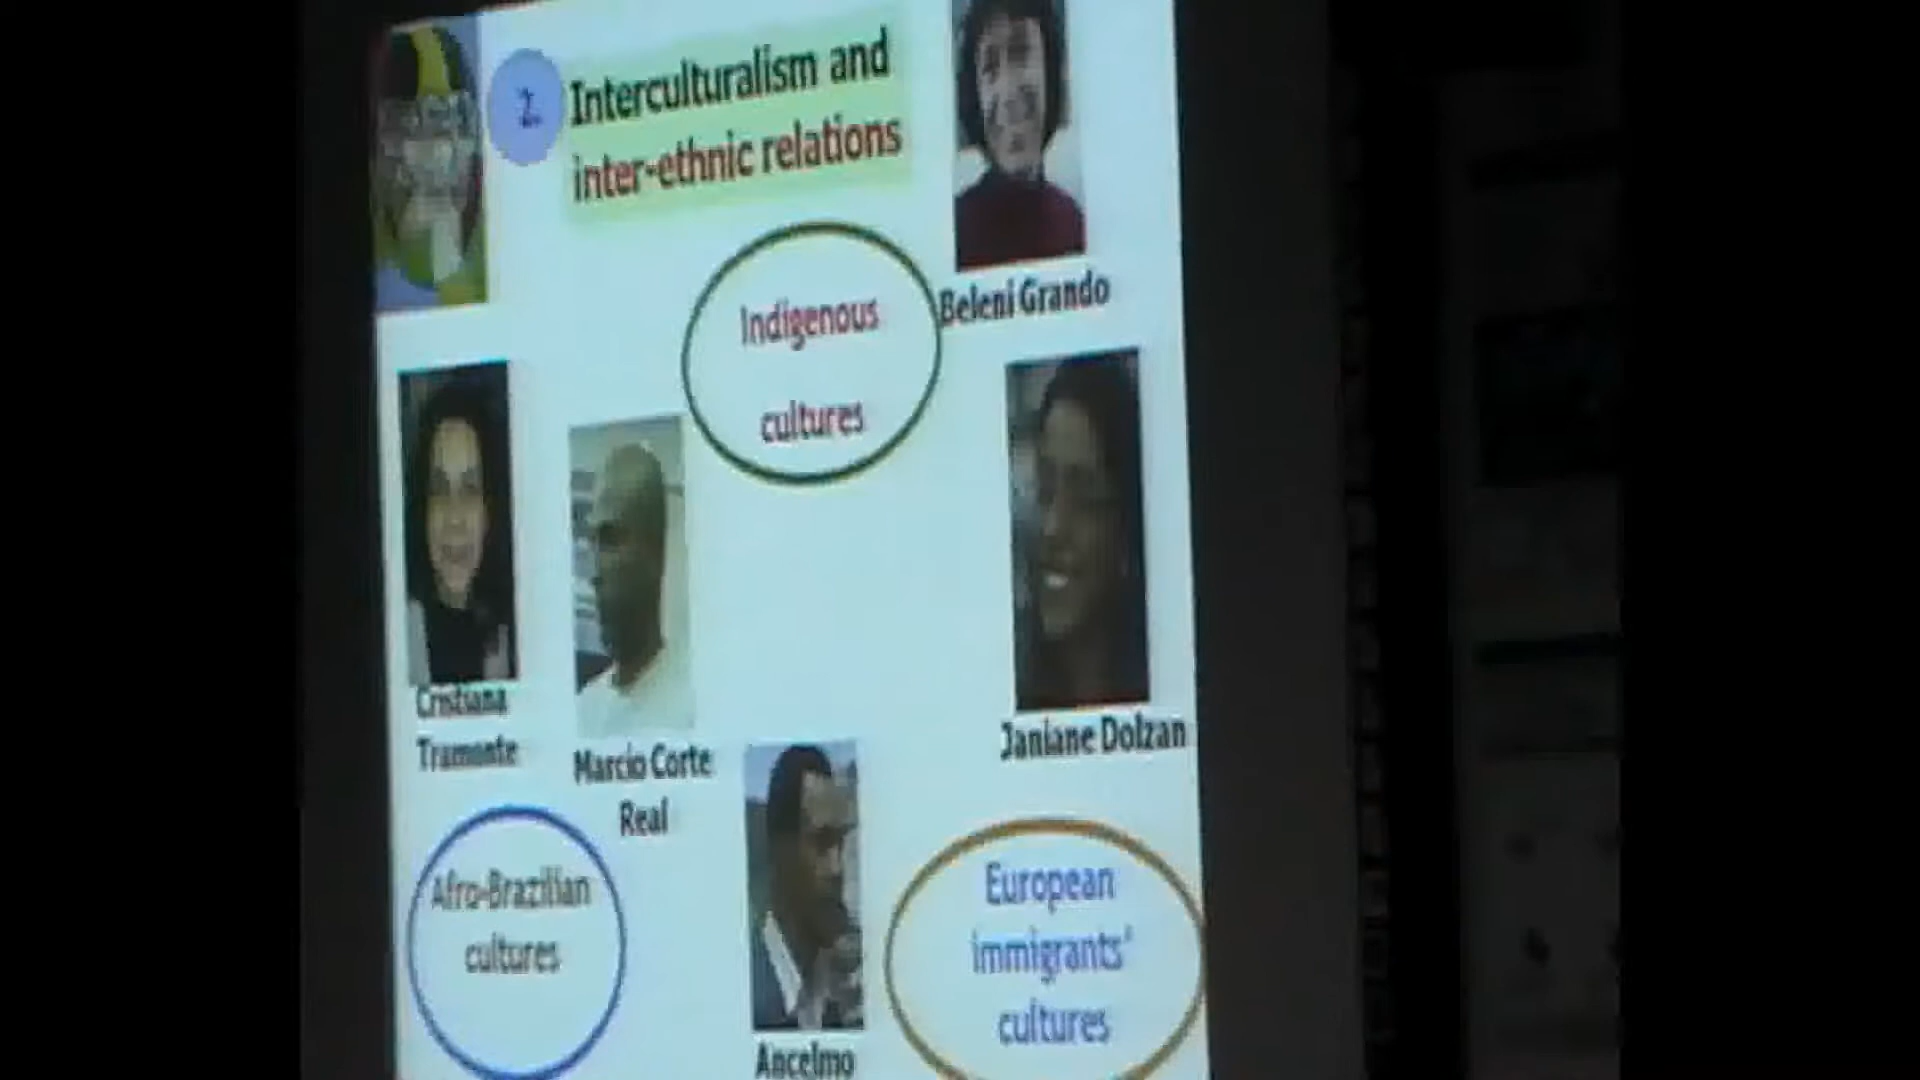 2.
Interculturalism and
inter-ethnic relations
Indigenous
cultures
Beleni Grando
Cristiana
Tramonte
Marcio Corte
Real
Janiane Dolzan
Afro-Brazilian
cultures
European
immigrants'
cultures
Ancelmo